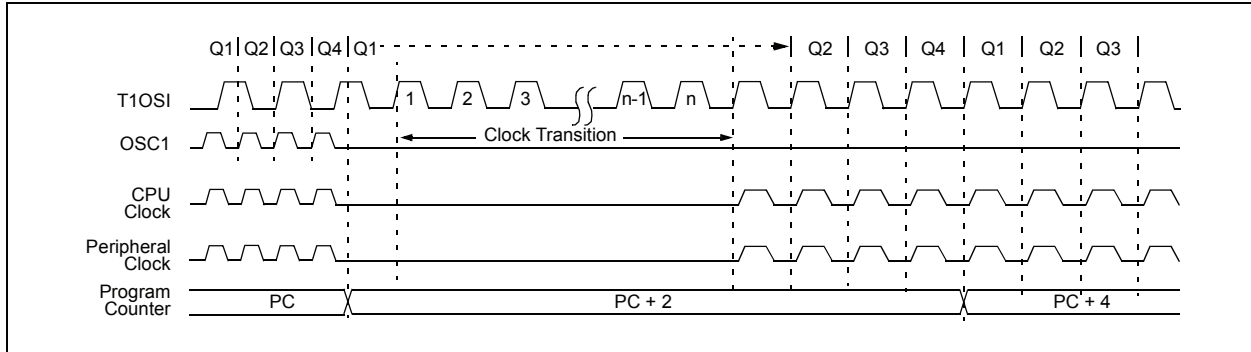 Q1 Q2 Q3 Q4 Q1 Q2 Q3 Q4 Q1 Q2 Q3
T1OSI
1 2 3 n-1 n
Clock Transition
OSC1
CPU
Clock
Peripheral
Clock
Program
Counter
PC PC + 2 PC + 4